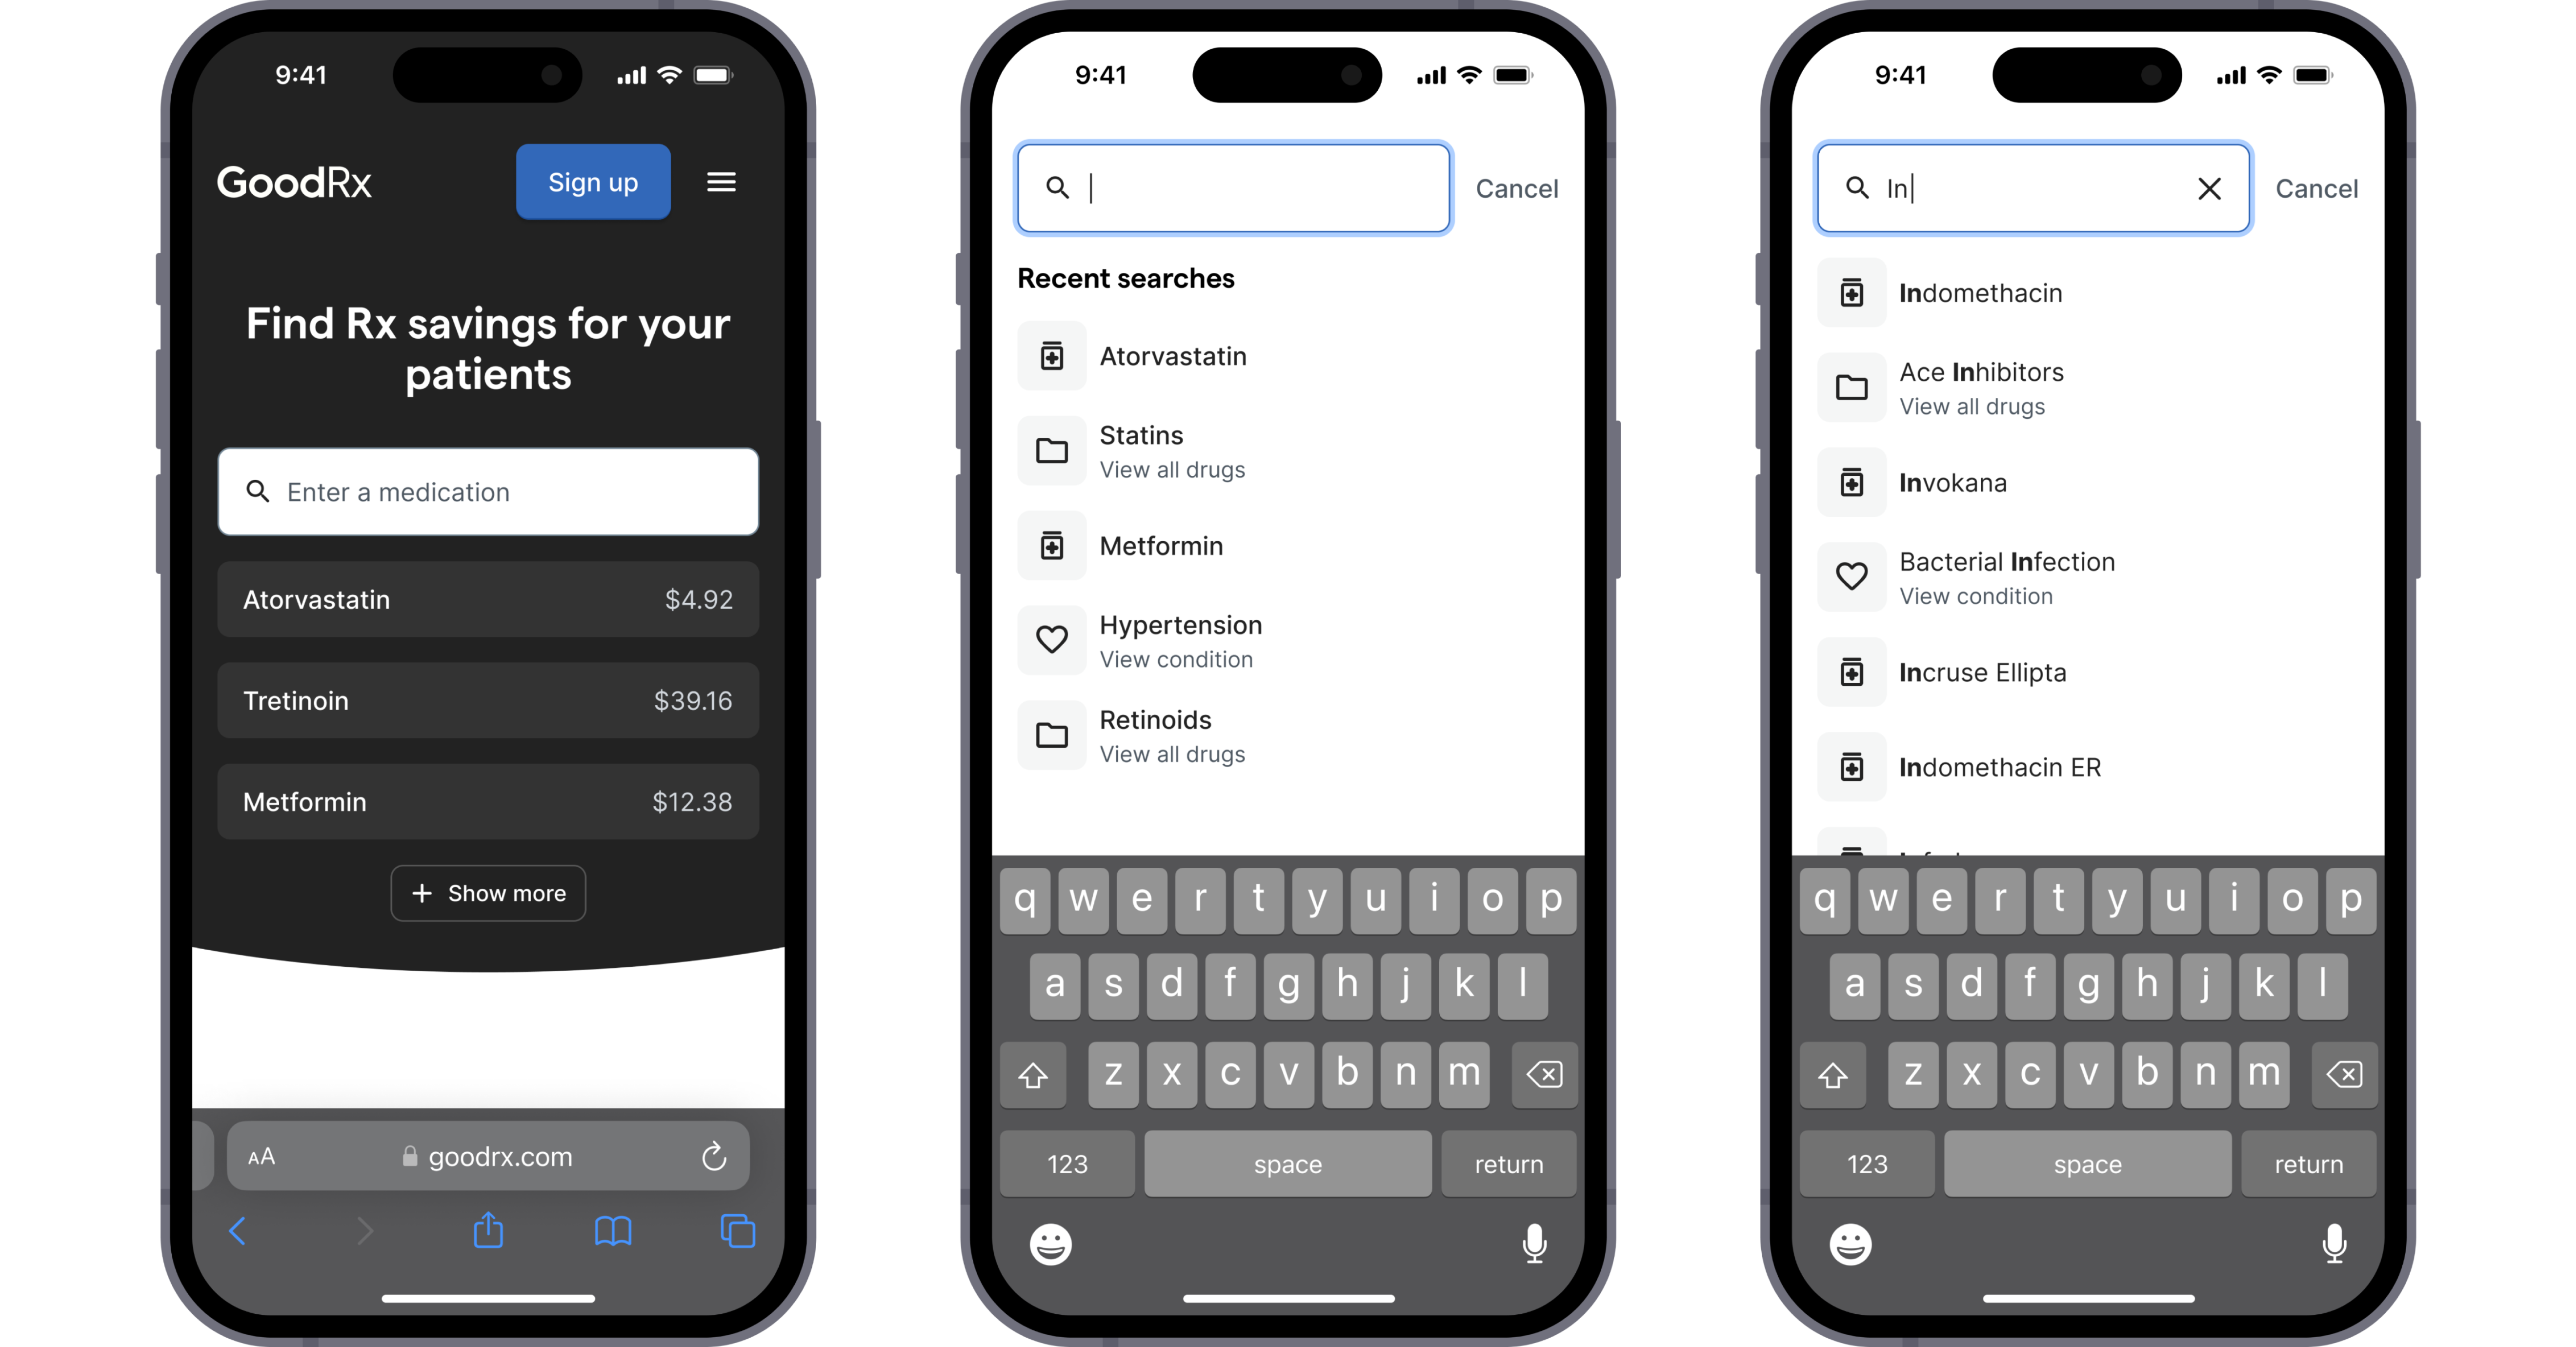 9:41
GoodRx
Sign up
Find Rx savings for your
patients
Enter a medication
Atorvastatin $4.92
Tretinoin $39.16
Metformin $12.38
+ Show more
AA goodrx.com
9:41
Cancel
Recent searches
Atorvastatin
Statins
View all drugs
Metformin
Hypertension
View condition
Retinoids
View all drugs
q w e r t y u i o p
a s d f g h j k l
z x c v b n m
123 space return
9:41
In
Cancel
Indomethacin
Ace Inhibitors
View all drugs
Invokana
Bacterial Infection
View condition
Incruse Ellipta
Indomethacin ER
q w e r t y u i o p
a s d f g h j k l
z x c v b n m
123 space return